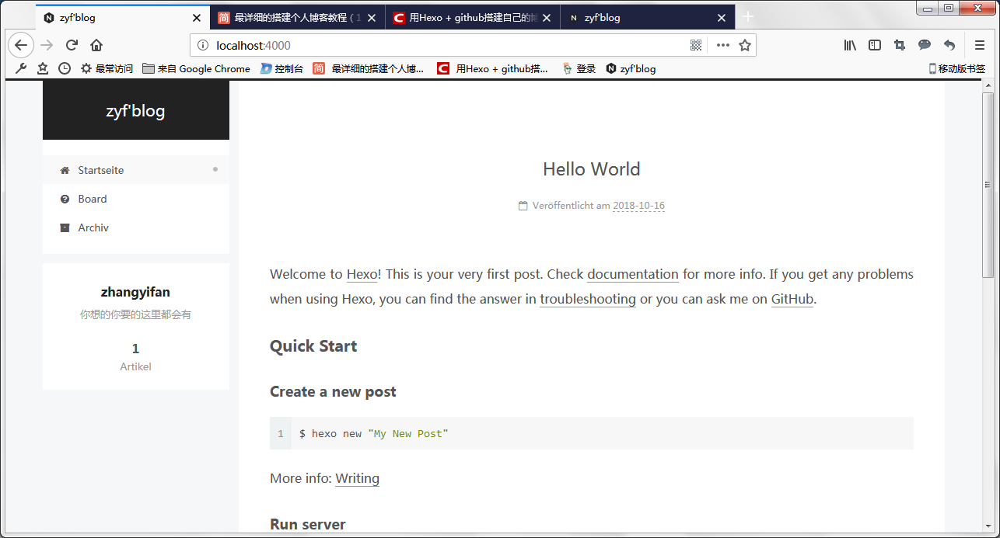 zyf'blog
最详细的搭建个人博客教程（1
用Hexo + github搭建自己的博
zyf'blog
localhost:4000
最常访问
来自 Google Chrome
控制台
最详细的搭建个人博...
用Hexo + github搭...
登录
zyf'blog
移动版书签
zyf'blog
Startseite
Board
Archiv
zhangyifan
你想的你要的这里都会有
1
Artikel
Hello World
Veröffentlicht am 2018-10-16
Welcome to Hexo! This is your very first post. Check documentation for more info. If you get any problems
when using Hexo, you can find the answer in troubleshooting or you can ask me on GitHub.
Quick Start
Create a new post
1 $ hexo new "My New Post"
More info: Writing
Run server